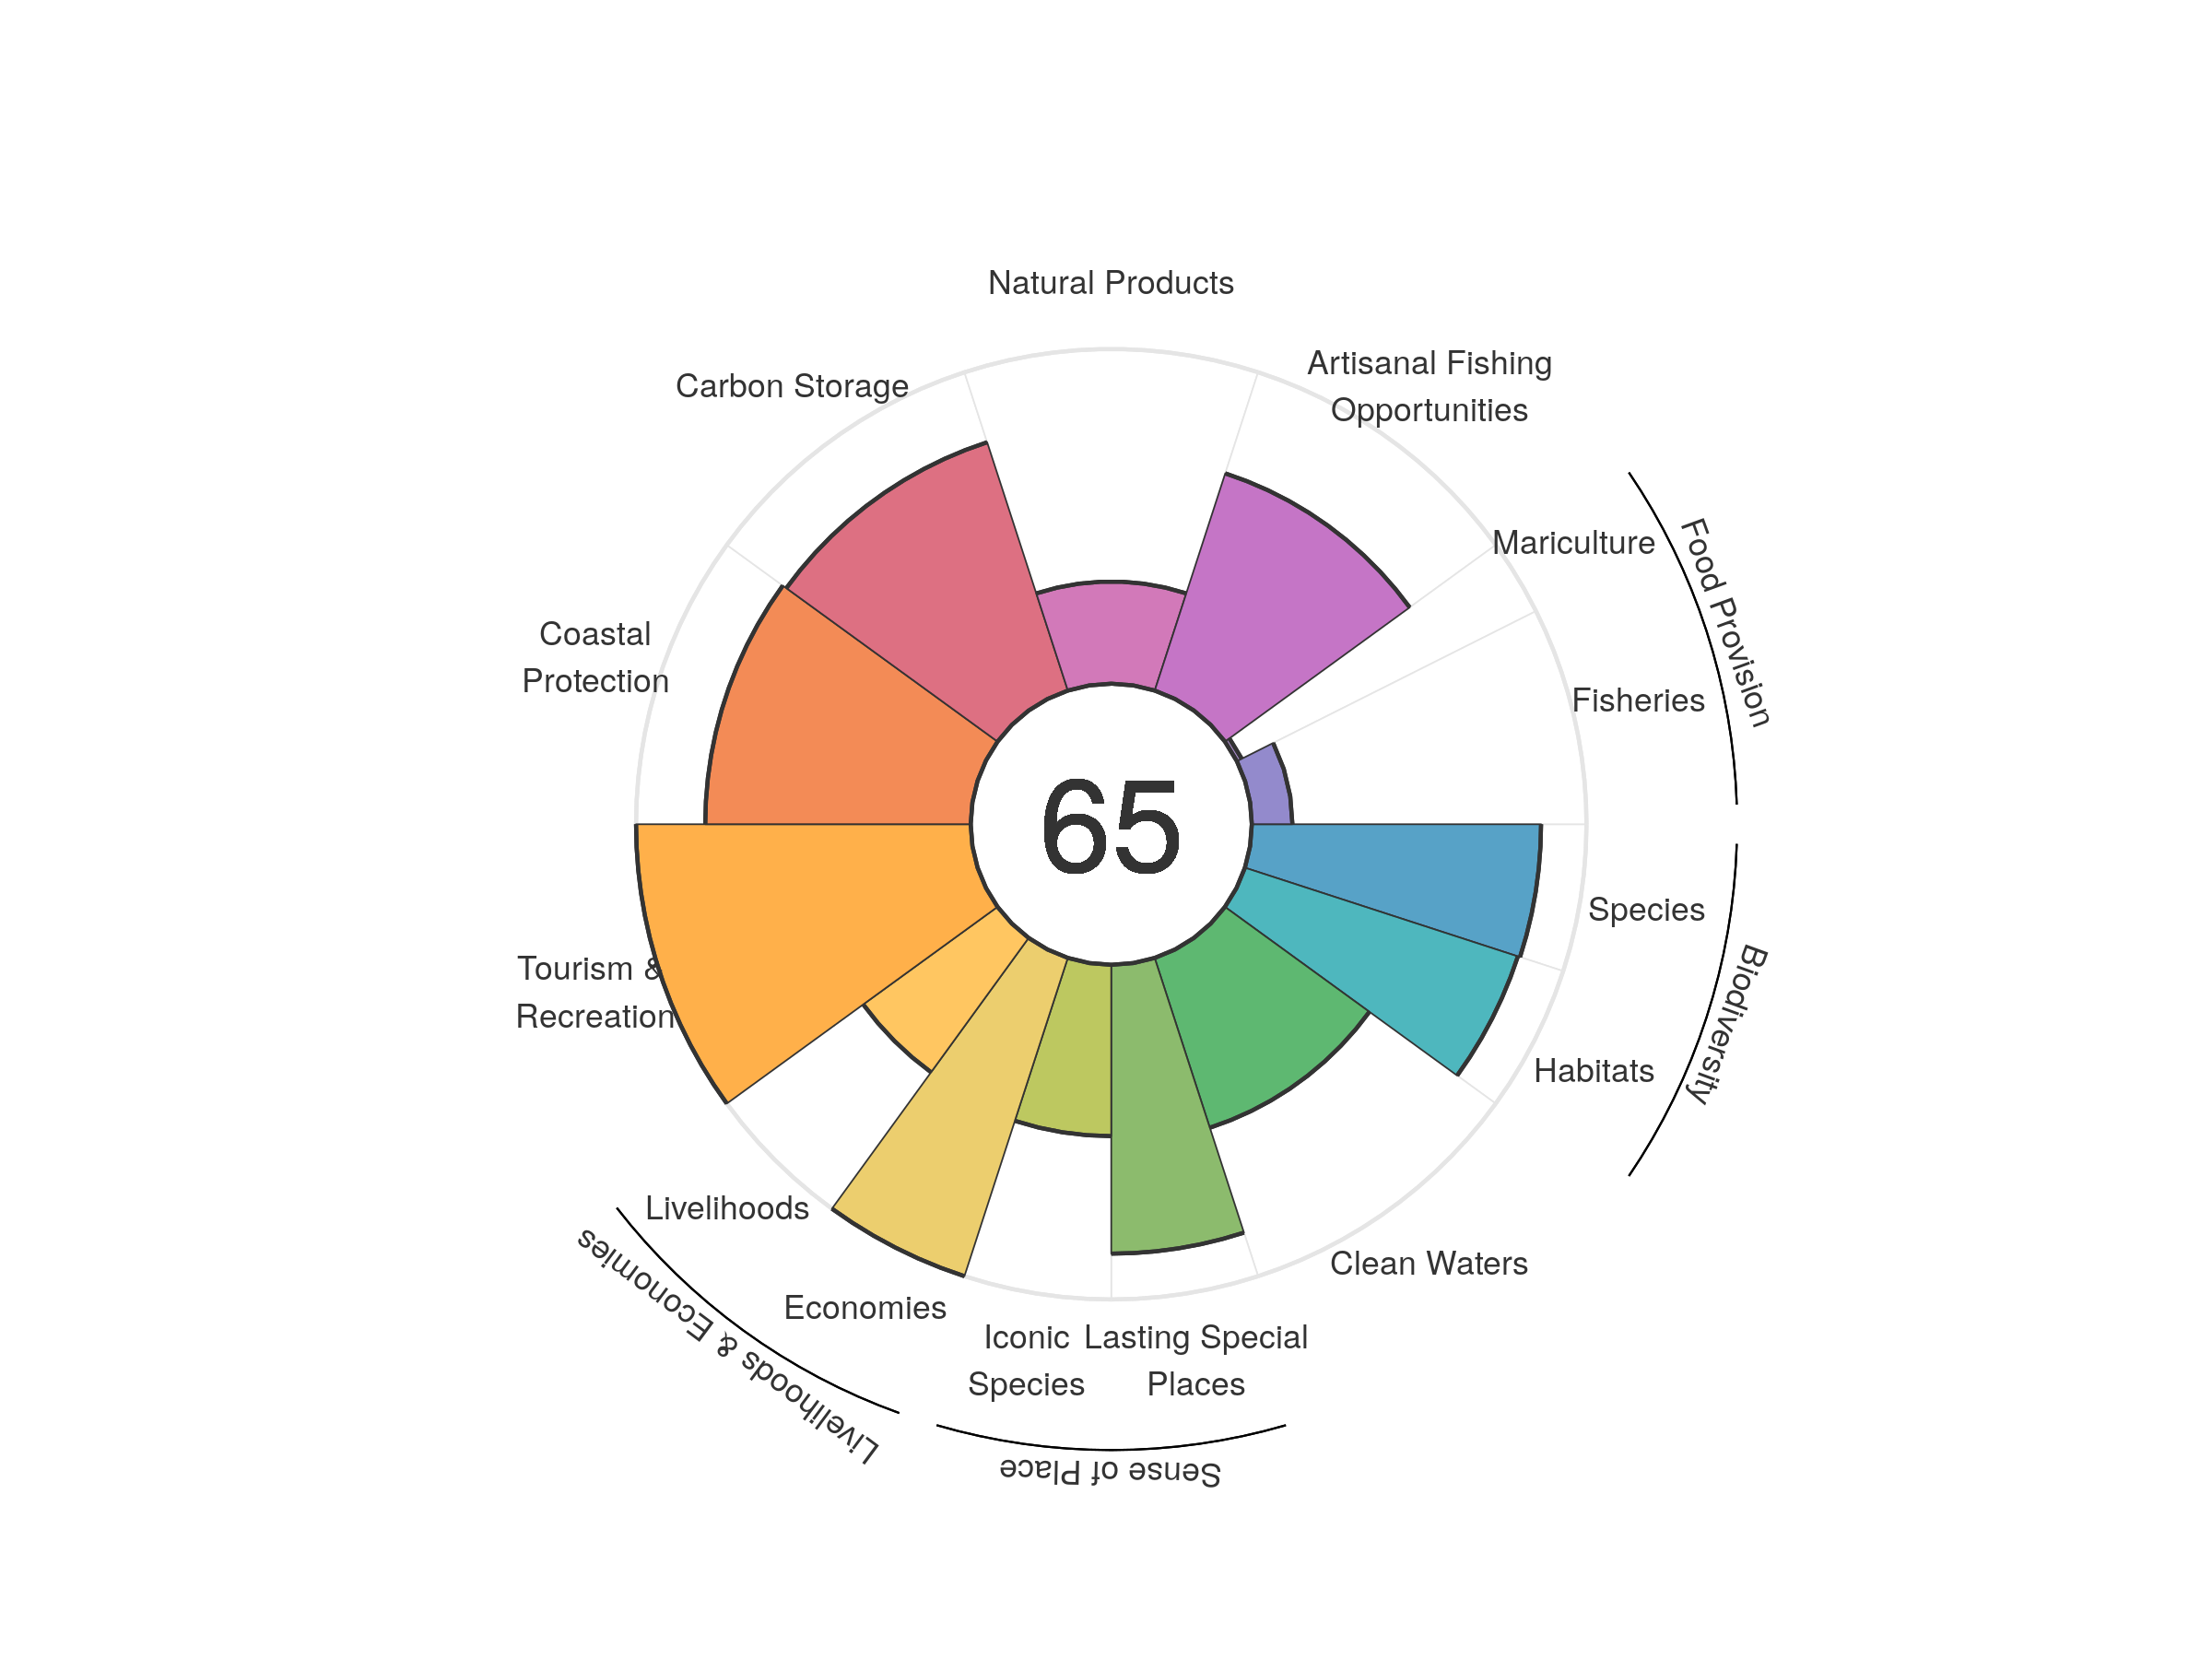 Natural Products
Artisanal Fishing
Opportunities
Carbon Storage
Mariculture
Food Provision
Coastal
Protection
Fisheries
65
Species
Tourism &
Recreation
Biodiversity
Habitats
Livelihoods
Clean Waters
Economies
Iconic
Species
Lasting Special
Places
Livelihoods & Economies
Sense of Place